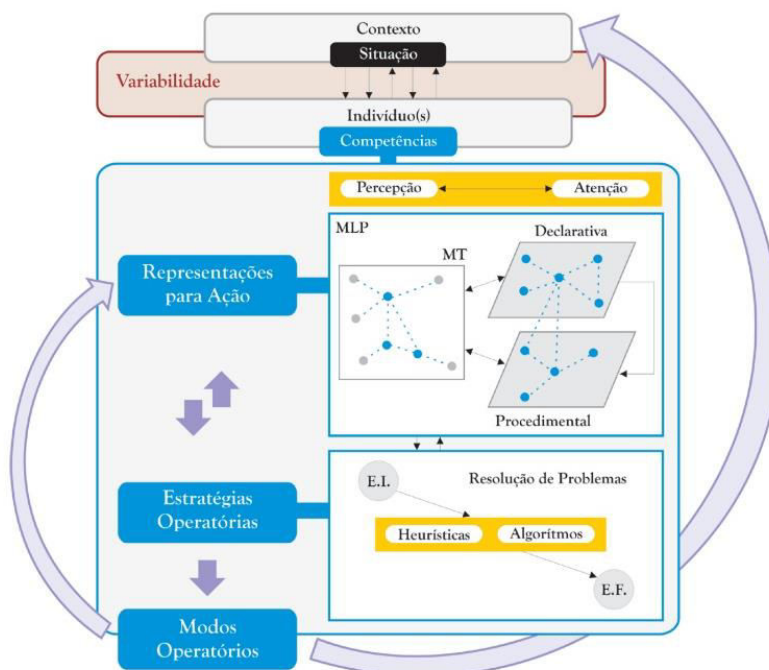 Contexto
Situação
Variabilidade
Indivíduo(s)
Competências
Percepção
Atenção
MLP
Declarativa
MT
Representações
para Ação
Procedimental
E.I.
Resolução de Problemas
Estratégias
Operatórias
Heurísticas
Algorítmos
E.F.
Modos
Operatórios